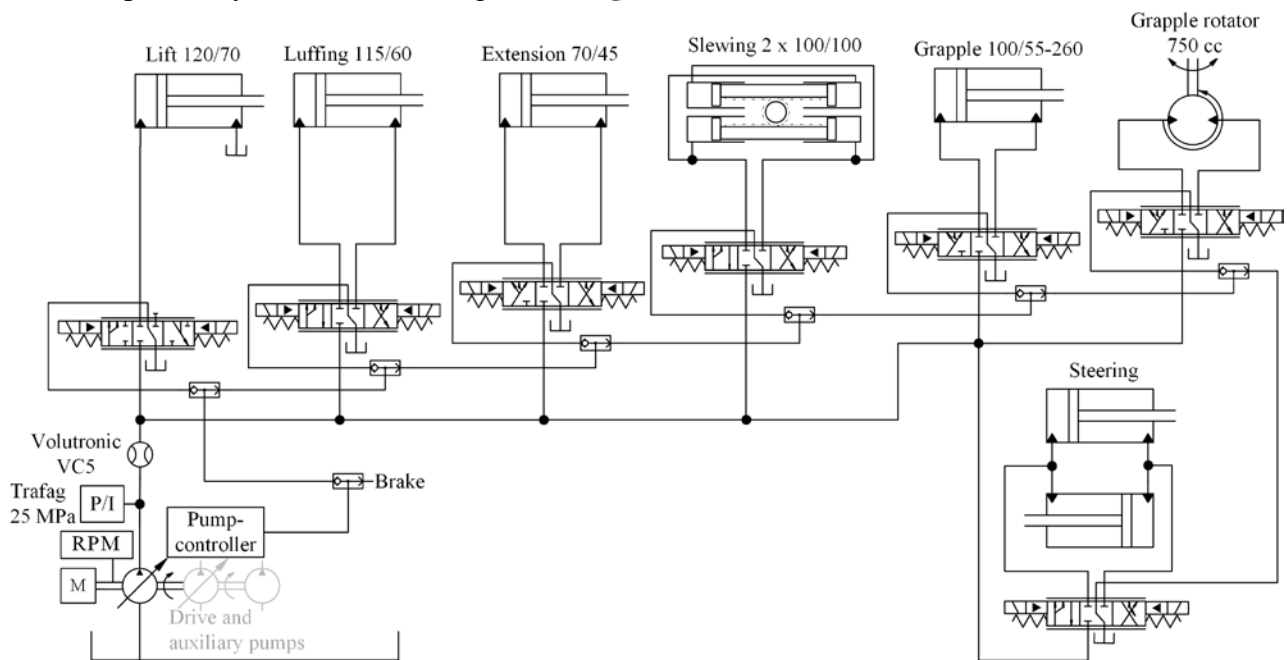 Grapple rotator
750 cc
Lift 120/70
Luffing 115/60
Extension 70/45
Slewing 2 x 100/100
Grapple 100/55-260
Steering
Volutronic
VC5
Trafag
25 MPa
P/I
Brake
Pump-
controller
RPM
M
Drive and
auxiliary pumps